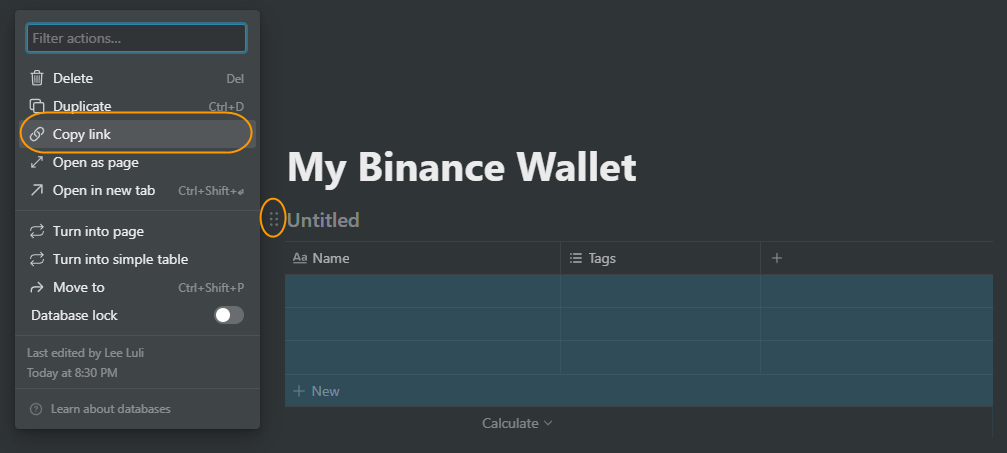 Filter actions...
Delete Del
Duplicate Ctrl+D
Copy link
Open as page
Open in new tab Ctrl+Shift+↲
Turn into page
Turn into simple table
Move to Ctrl+Shift+P
Database lock
Last edited by Lee Luli
Today at 8:30 PM
Learn about databases
My Binance Wallet
Untitled
Aa Name Tags +
+ New
Calculate